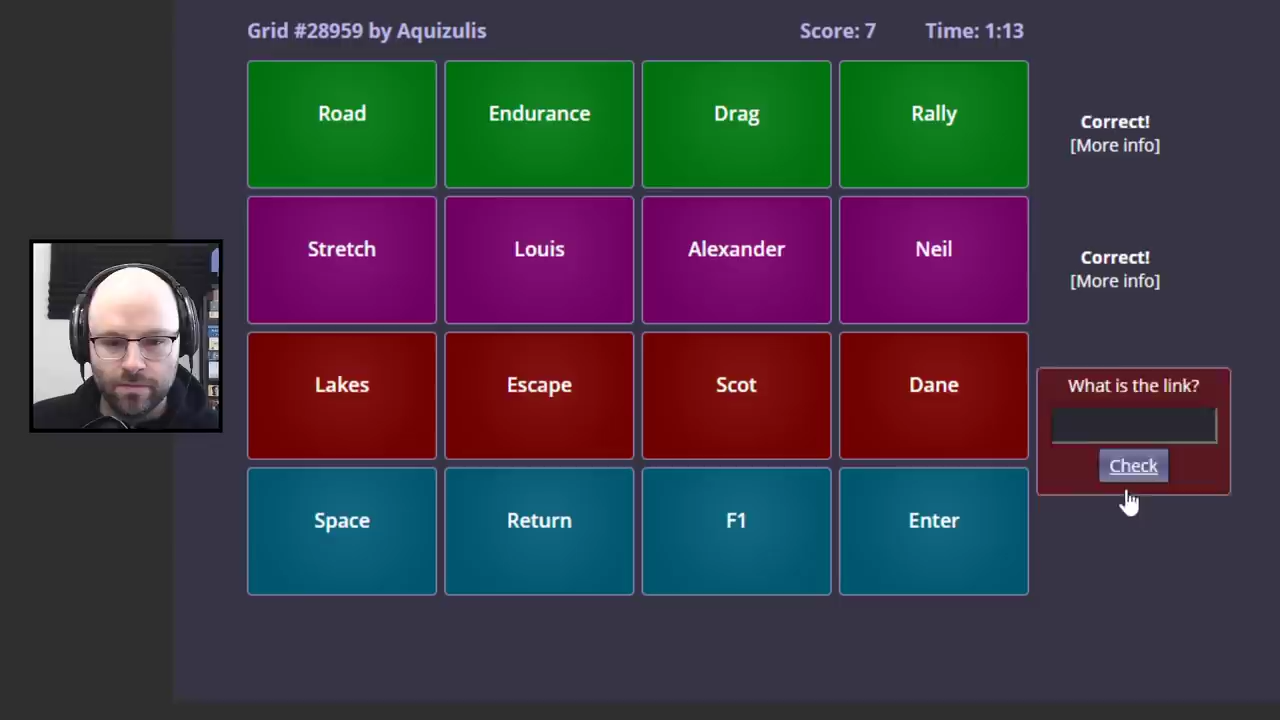 Grid #28959 by Aquizulis Score: 7 Time: 1:13
Road Endurance Drag Rally
Correct!
[More info]
Stretch Louis Alexander Neil
Correct!
[More info]
Lakes Escape Scot Dane
What is the link?
Check
Space Return F1 Enter